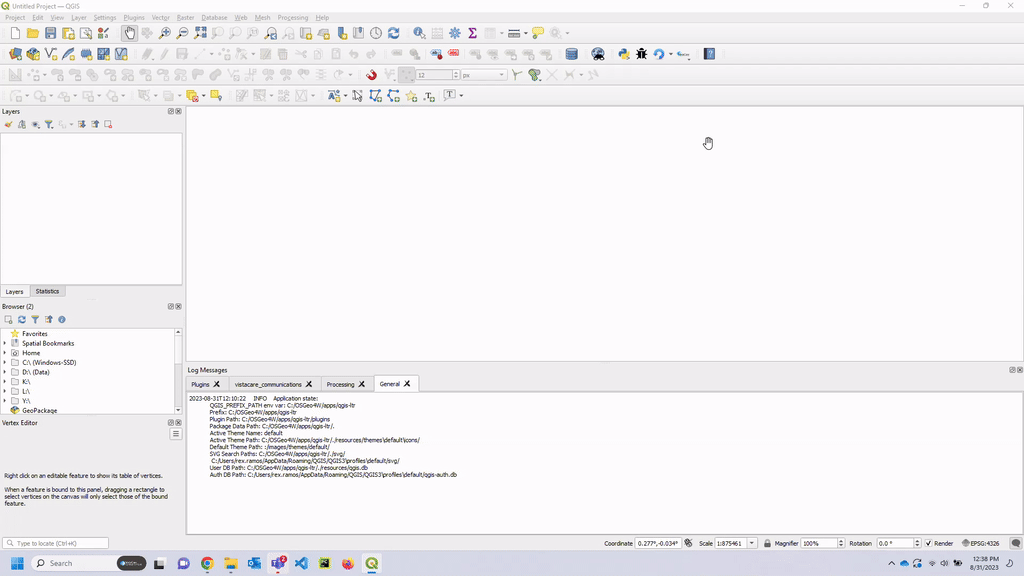 Untitled Project — QGIS
Project Edit View Layer Settings Plugins Vector Raster Database Web Mesh Processing Help
12 px
Layers
Layers Statistics
Browser (2)
Favorites
Spatial Bookmarks
Home
C:\ (Windows-SSD)
D:\ (Data)
K:\
L:\
Y:\
GeoPackage
Vertex Editor
Right click on an editable feature to show its table of vertices.
When a feature is bound to this panel, dragging a rectangle to
select vertices on the canvas will only select those of the bound
feature.
Log Messages
Plugins vistacare_communications Processing General
2023-08-31T12:10:22 INFO Application state:
QGIS_PREFIX_PATH env var: C:/OSGeo4W/apps/qgis-ltr
Prefix: C:/OSGeo4W/apps/qgis-ltr
Plugin Path: C:/OSGeo4W/apps/qgis-ltr/plugins
Package Data Path: C:/OSGeo4W/apps/qgis-ltr/.
Active Theme Name: default
Active Theme Path: C:/OSGeo4W/apps/qgis-ltr/./resources/themes\default\icons/
Default Theme Path: :/images/themes/default/
SVG Search Paths: C:/OSGeo4W/apps/qgis-ltr/./svg/
C:/Users/rex.ramos/AppData/Roaming/QGIS/QGIS3\profiles\default/svg/
User DB Path: C:/OSGeo4W/apps/qgis-ltr/./resources/qgis.db
Auth DB Path: C:/Users/rex.ramos/AppData/Roaming/QGIS/QGIS3\profiles\default/qgis-auth.db
Type to locate (Ctrl+K) Coordinate 0.277°,-0.034° Scale 1:875461 Magnifier 100% Rotation 0.0 ° Render EPSG:4326
Search 2 12:38 PM
8/31/2023